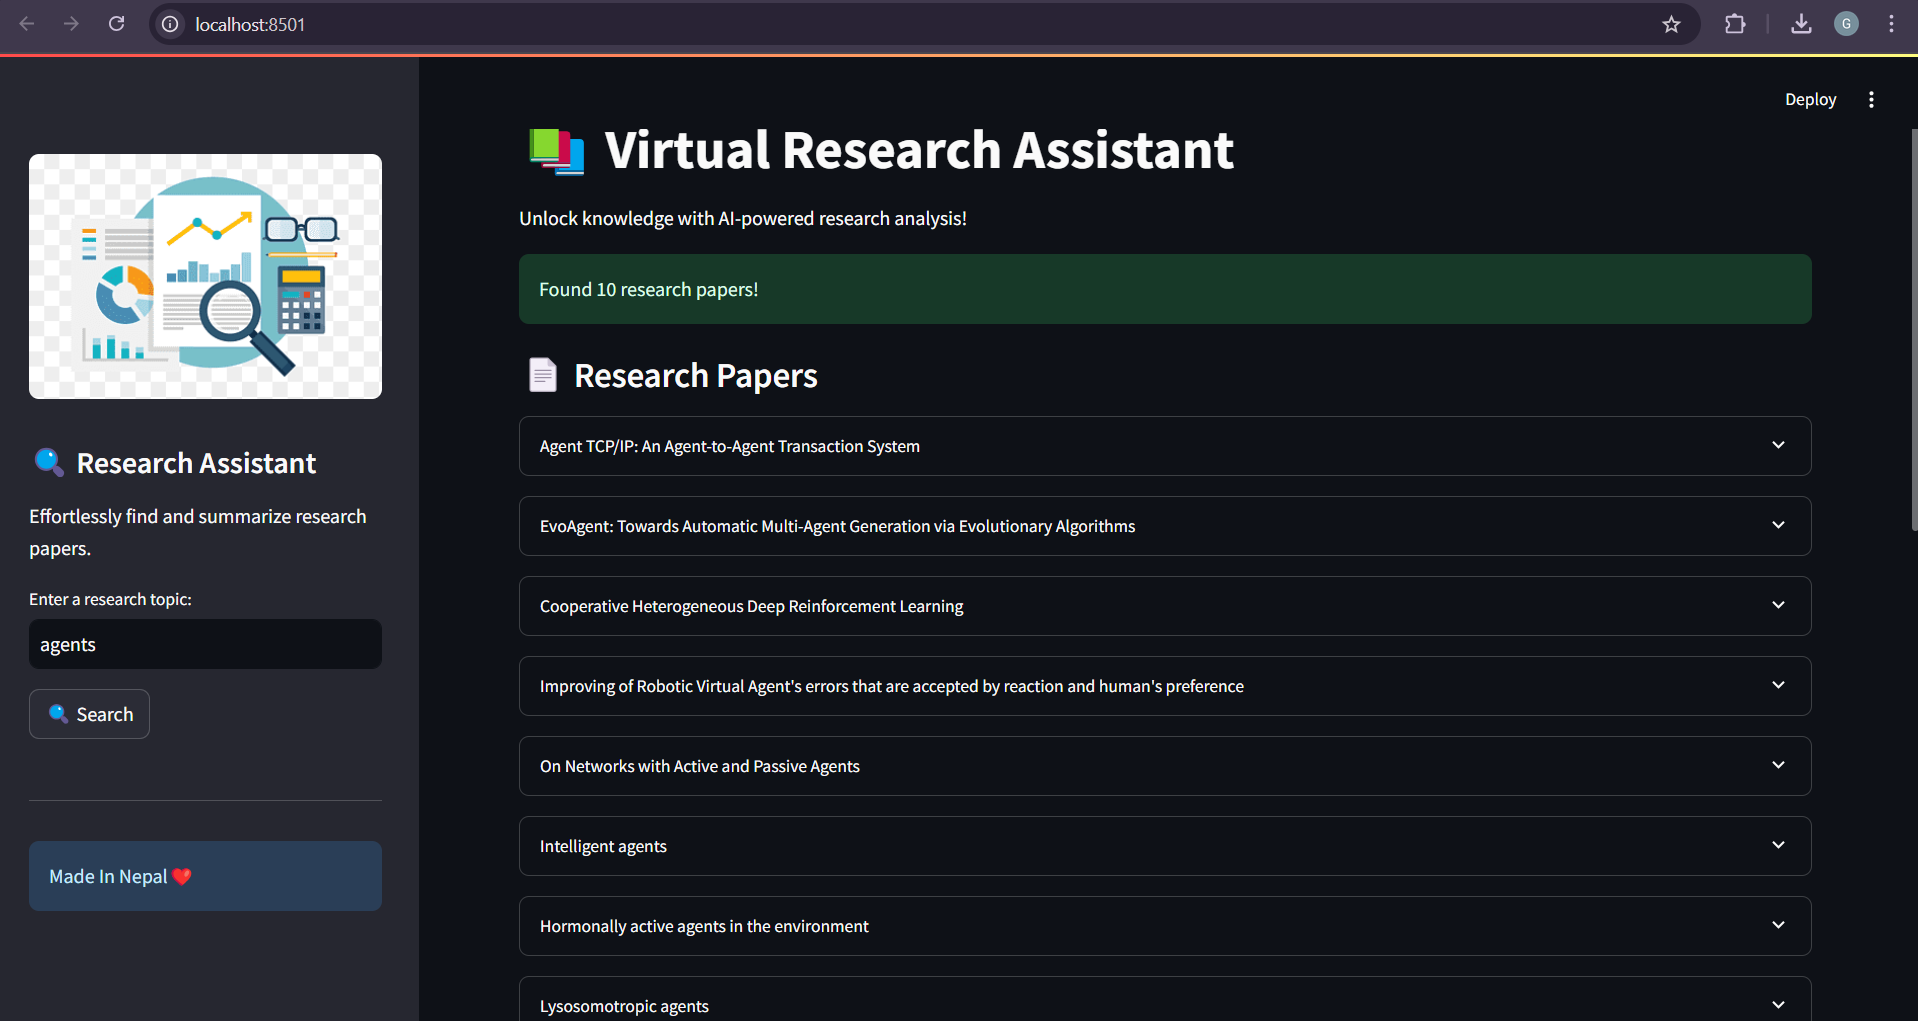 localhost:8501
G
Deploy
🔍 Research Assistant
Effortlessly find and summarize research
papers.
Enter a research topic:
agents
🔍 Search
Made In Nepal ❤️
📚 Virtual Research Assistant
Unlock knowledge with AI-powered research analysis!
Found 10 research papers!
📄 Research Papers
Agent TCP/IP: An Agent-to-Agent Transaction System
EvoAgent: Towards Automatic Multi-Agent Generation via Evolutionary Algorithms
Cooperative Heterogeneous Deep Reinforcement Learning
Improving of Robotic Virtual Agent's errors that are accepted by reaction and human's preference
On Networks with Active and Passive Agents
Intelligent agents
Hormonally active agents in the environment
Lysosomotropic agents